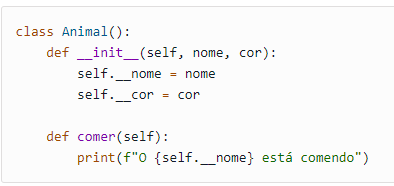 class Animal():
    def __init__(self, nome, cor):
        self.__nome = nome
        self.__cor = cor

    def comer(self):
        print(f"O {self.__nome} está comendo")